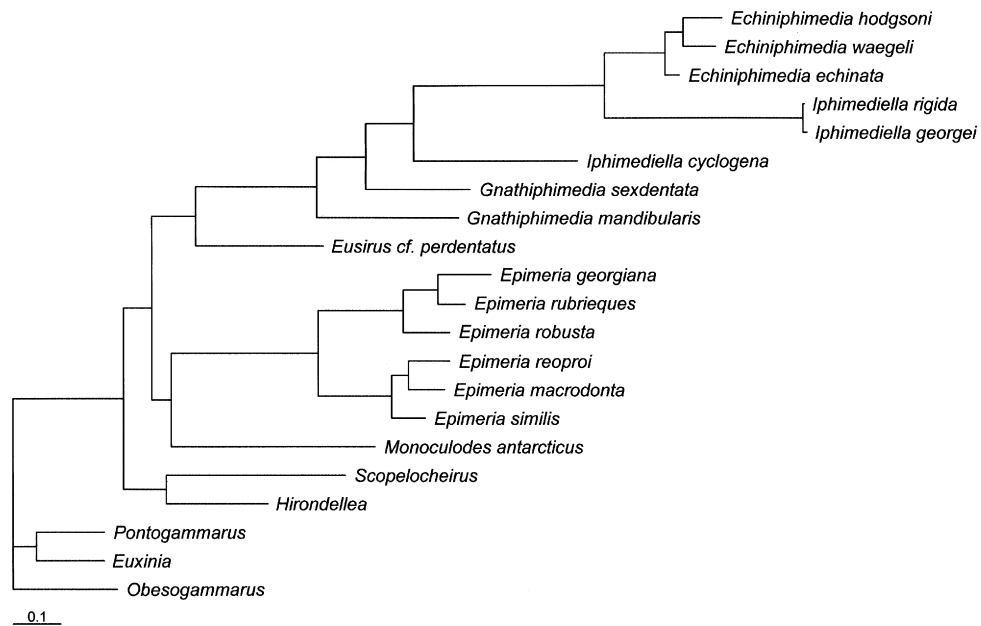 Echiniphimedia hodgsoni
Echiniphimedia waegeli
Echiniphimedia echinata
Iphimediella rigida
Iphimediella georgei
Iphimediella cyclogena
Gnathiphimedia sexdentata
Gnathiphimedia mandibularis
Eusirus cf. perdentatus
Epimeria georgiana
Epimeria rubrieques
Epimeria robusta
Epimeria reoproi
Epimeria macrodonta
Epimeria similis
Monoculodes antarcticus
Scopelocheirus
Hirondellea
Pontogammarus
Euxinia
Obesogammarus
0.1